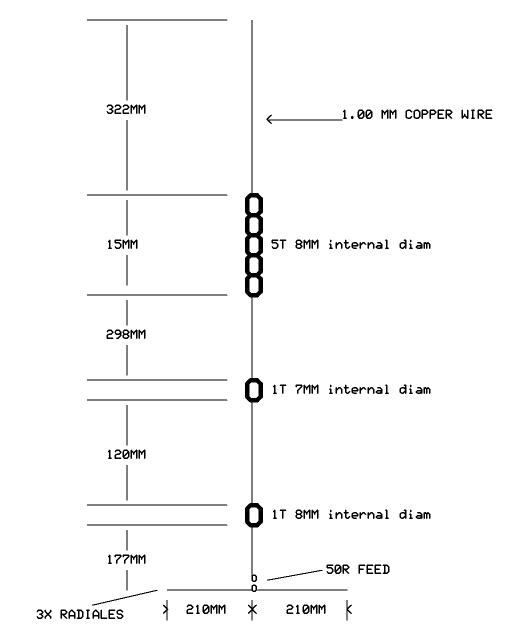 322MM
1.00 MM COPPER WIRE
15MM
5T 8MM internal diam
298MM
1T 7MM internal diam
120MM
1T 8MM internal diam
177MM
50R FEED
3X RADIALES
210MM
210MM